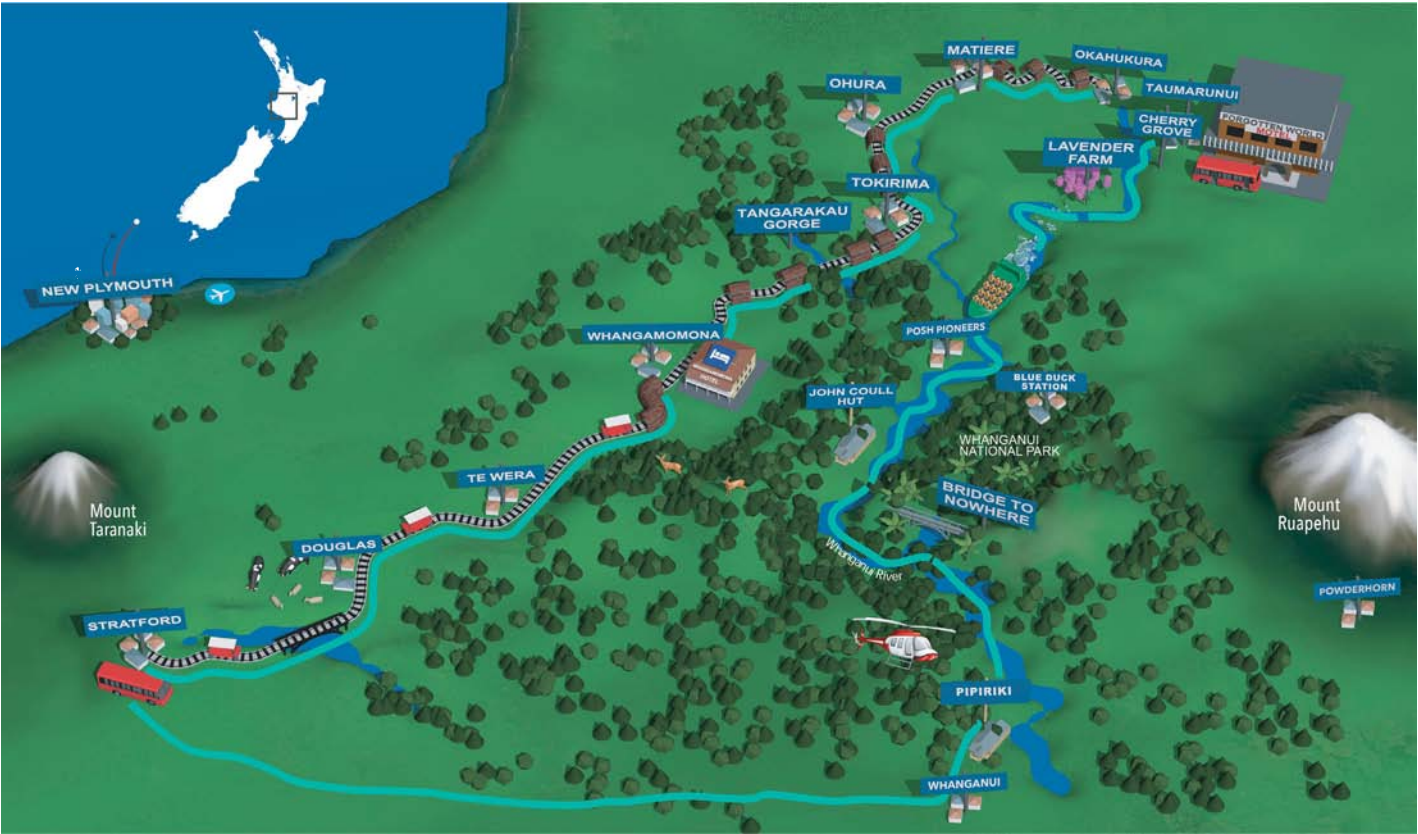 MATIERE
OKAHUKURA
OHURA
TAUMARUNUI
CHERRY
GROVE
FORGOTTEN WORLD
MOTEL
LAVENDER
FARM
TOKIRIMA
TANGARAKAU
GORGE
NEW PLYMOUTH
WHANGAMOMONA
POSH PIONEERS
HOTEL
BLUE DUCK
STATION
JOHN COULL
HUT
WHANGANUI
NATIONAL PARK
TE WERA
BRIDGE TO
NOWHERE
Mount
Taranaki
Mount
Ruapehu
DOUGLAS
Whanganui River
POWDERHORN
STRATFORD
PIPIRIKI
WHANGANUI